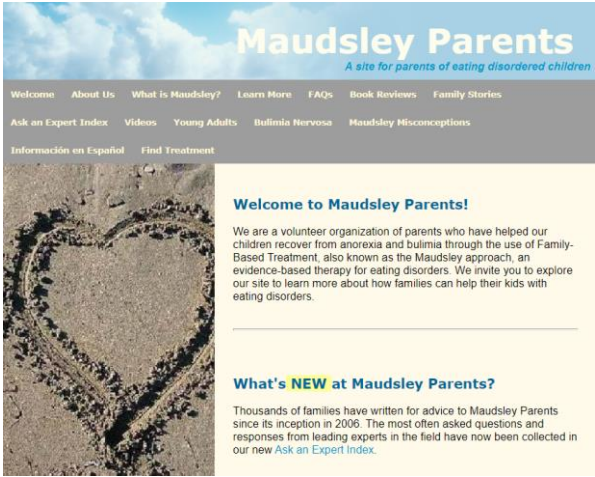 Maudsley Parents
A site for parents of eating disordered children
Welcome About Us What is Maudsley? Learn More FAQs Book Reviews Family Stories
Ask an Expert Index Videos Young Adults Bulimia Nervosa Maudsley Misconceptions
Información en Español Find Treatment
Welcome to Maudsley Parents!
We are a volunteer organization of parents who have helped our
children recover from anorexia and bulimia through the use of Family-
Based Treatment, also known as the Maudsley approach, an
evidence-based therapy for eating disorders. We invite you to explore
our site to learn more about how families can help their kids with
eating disorders.
What's NEW at Maudsley Parents?
Thousands of families have written for advice to Maudsley Parents
since its inception in 2006. The most often asked questions and
responses from leading experts in the field have now been collected in
our new Ask an Expert Index.